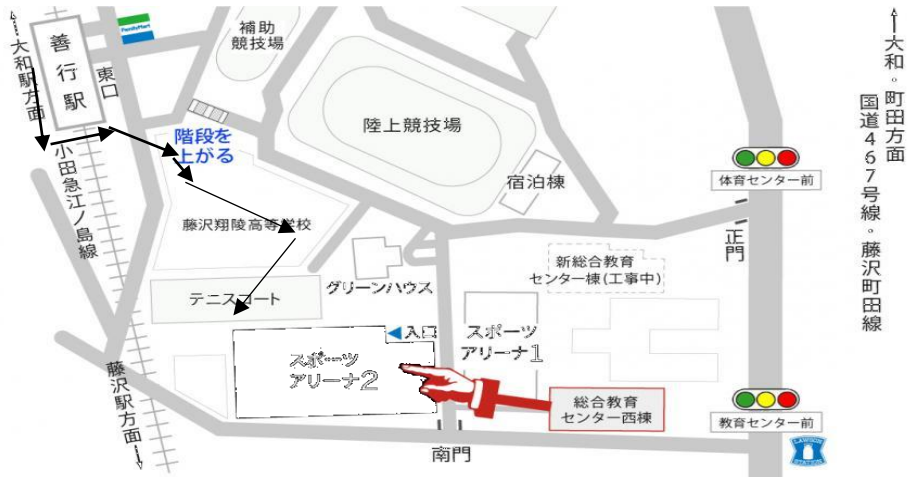 大和駅方面
善行駅
FamilyMart
東口
補助
競技場
階段を
上がる
陸上競技場
宿泊棟
小田急江ノ島線
藤沢翔陵高等学校
グリーンハウス
テニスコート
入口
スポーツ
アリーナ1
スポーツ
アリーナ2
新総合教育
センター棟(工事中)
正門
体育センター前
総合教育
センター西棟
教育センター前
南門
藤沢駅方面
LAWSON
STATION
大和・町田方面
国道467号線・藤沢町田線